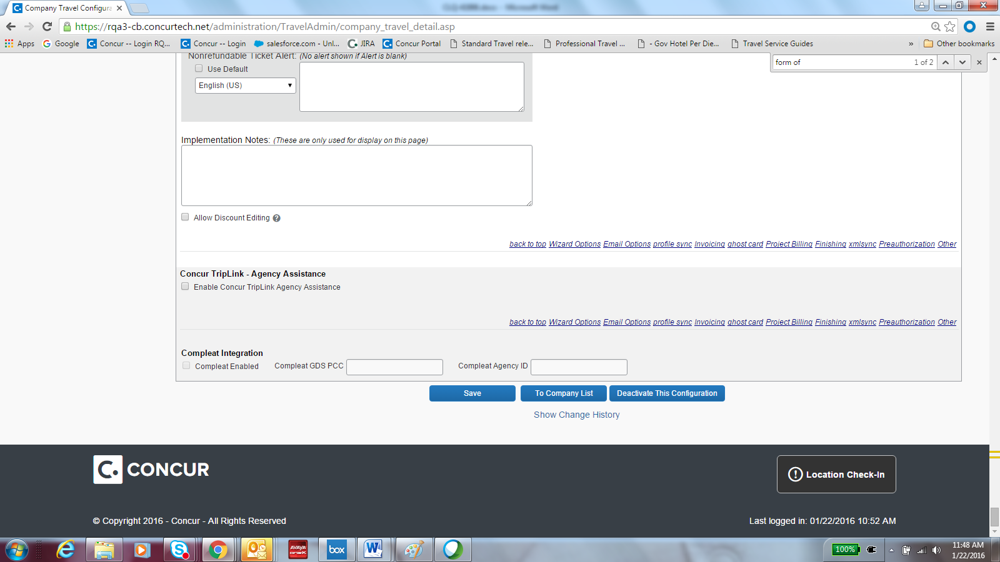 Company Travel Configura
https://rqa3-cb.concurtech.net/administration/TravelAdmin/company_travel_detail.asp
Apps Google Concur -- Login RQ... Concur -- Login salesforce.com - Unl... JIRA Concur Portal Standard Travel rele... Professional Travel ... - Gov Hotel Per Die... Travel Service Guides » Other bookmarks
form of 1 of 2
Nonrefundable Ticket Alert: (No alert shown if Alert is blank)
Use Default
English (US)
Implementation Notes: (These are only used for display on this page)
Allow Discount Editing ?
back to top Wizard Options Email Options profile sync Invoicing ghost card Project Billing Finishing xmlsync Preauthorization Other
Concur TripLink - Agency Assistance
Enable Concur TripLink Agency Assistance
back to top Wizard Options Email Options profile sync Invoicing ghost card Project Billing Finishing xmlsync Preauthorization Other
Compleat Integration
Compleat Enabled Compleat GDS PCC Compleat Agency ID
Save To Company List Deactivate This Configuration
Show Change History
C. CONCUR
Location Check-In
© Copyright 2016 - Concur - All Rights Reserved
Last logged in: 01/22/2016 10:52 AM
AVAYA
one-X
box
100%
11:48 AM
1/22/2016